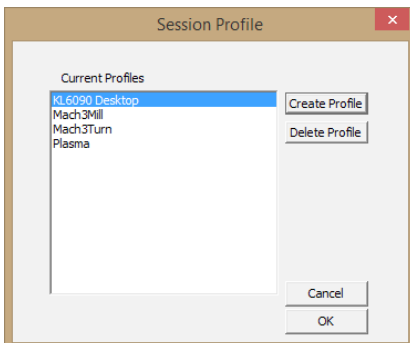 Session Profile
Current Profiles
KL6090 Desktop
Mach3Mill
Mach3Turn
Plasma
Create Profile
Delete Profile
Cancel
OK